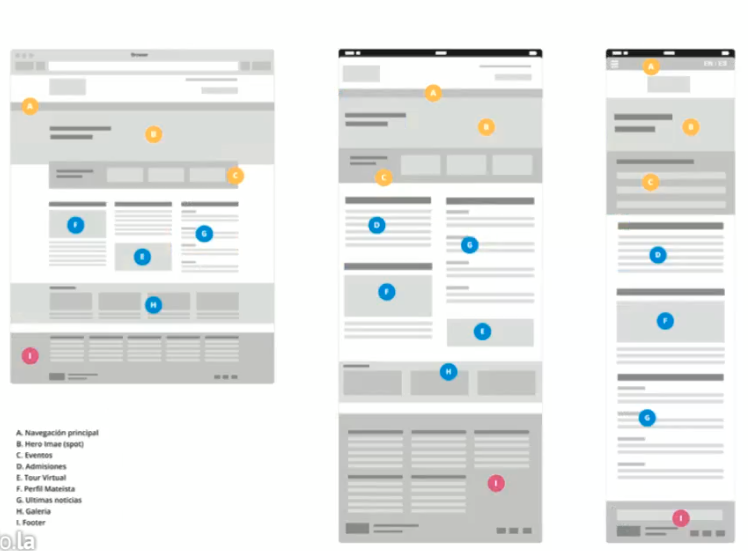 Browser
EN - ES
A
B
C
F
E
G
H
I
A
B
C
D
G
F
E
H
I
A
B
C
D
F
G
I
A. Navegación principal
B. Hero Imae (spot)
C. Eventos
D. Admisiones
E. Tour Virtual
F. Perfil Mateista
G. Ultimas noticias
H. Galeria
I. Footer
o.la